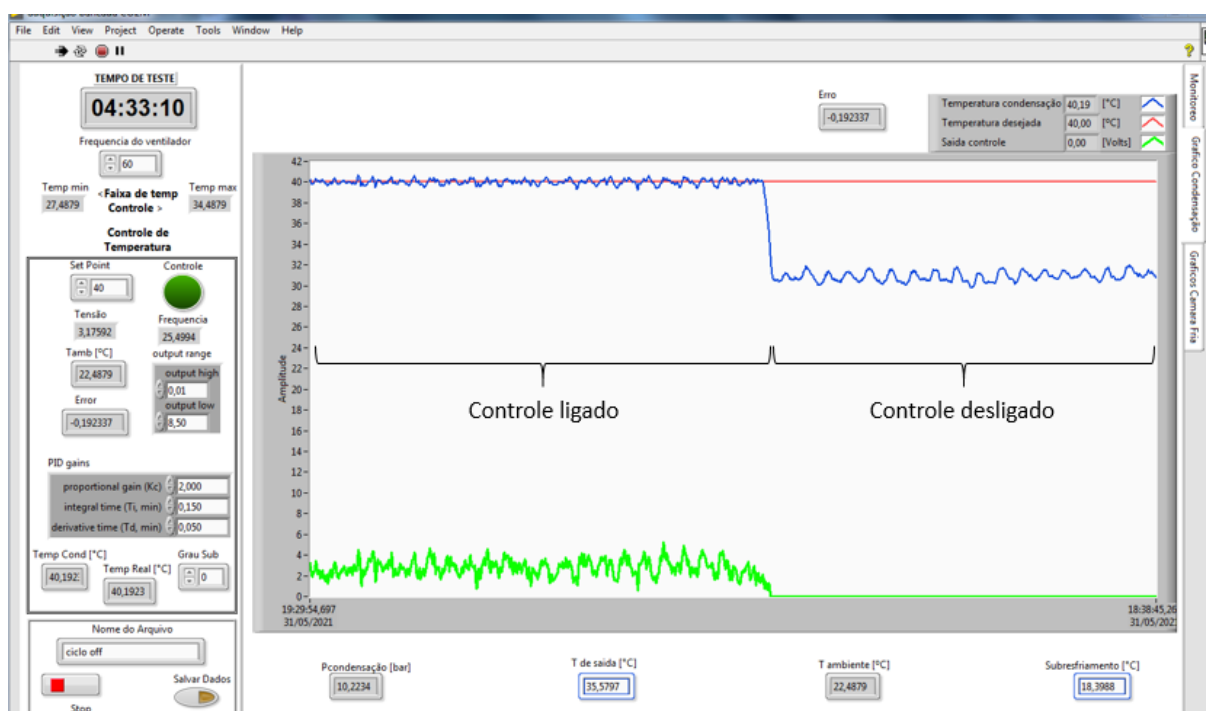 File Edit View Project Operate Tools Window Help
TEMPO DE TESTE
04:33:10
Frequencia do ventilador
60
Temp min
27,4879
<Faixa de temp
Controle >
Temp max
34,4879
Controle de
Temperatura
Set Point
40
Controle
Tensão
3,17592
Frequencia
25,4994
Tamb [ºC]
22,4879
output range
output high
0,01
output low
8,50
Error
-0,192337
PID gains
proportional gain (Kc) 2,000
integral time (Ti, min) 0,150
derivative time (Td, min) 0,050
Temp Cond [°C]
40,192
Temp Real [°C]
40,1923
Grau Sub
0
Nome do Arquivo
ciclo off
Salvar Dados
Stop
Erro
-0,192337
Temperatura condensação 40,19 [°C]
Temperatura desejada 40,00 [ºC]
Saida controle 0,00 [Volts]
Amplitude
42
40
38
36
34
32
30
28
26
24
22
20
18
16
14
12
10
8
6
4
2
0
Controle ligado
Controle desligado
19:29:54,697
31/05/2021
18:38:45,26
31/05/202
Pcondensação [bar]
10,2234
T de saida [°C]
35,5797
T ambiente [ºC]
22,4879
Subresfriamento [°C]
18,3988
Monitoreo
Grafico Condensação
Graficos Camara Fria